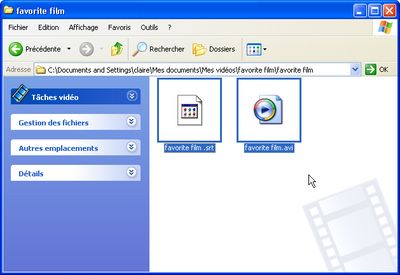 favorite film
Fichier Edition Affichage Favoris Outils ?
Précédente Rechercher Dossiers
Adresse C:\Documents and Settings\claire\Mes documents\Mes vidéos\favorite film\favorite film OK
Tâches vidéo
Gestion des fichiers
Autres emplacements
Détails
favorite film .srt favorite film.avi